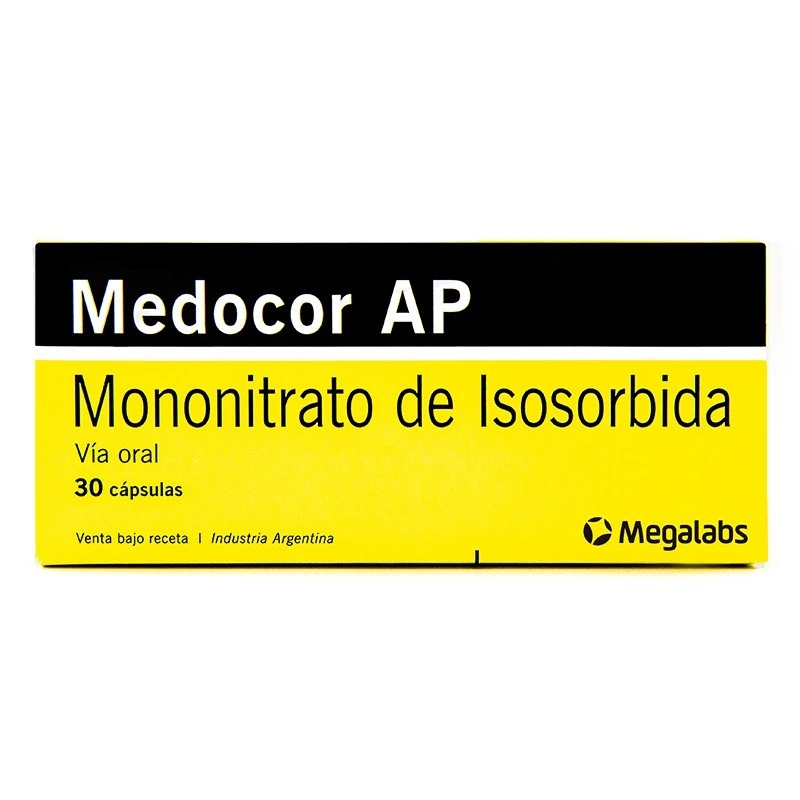 Medocor AP
Mononitrato de Isosorbida
Vía oral
30 cápsulas
Venta bajo receta | Industria Argentina
Megalabs